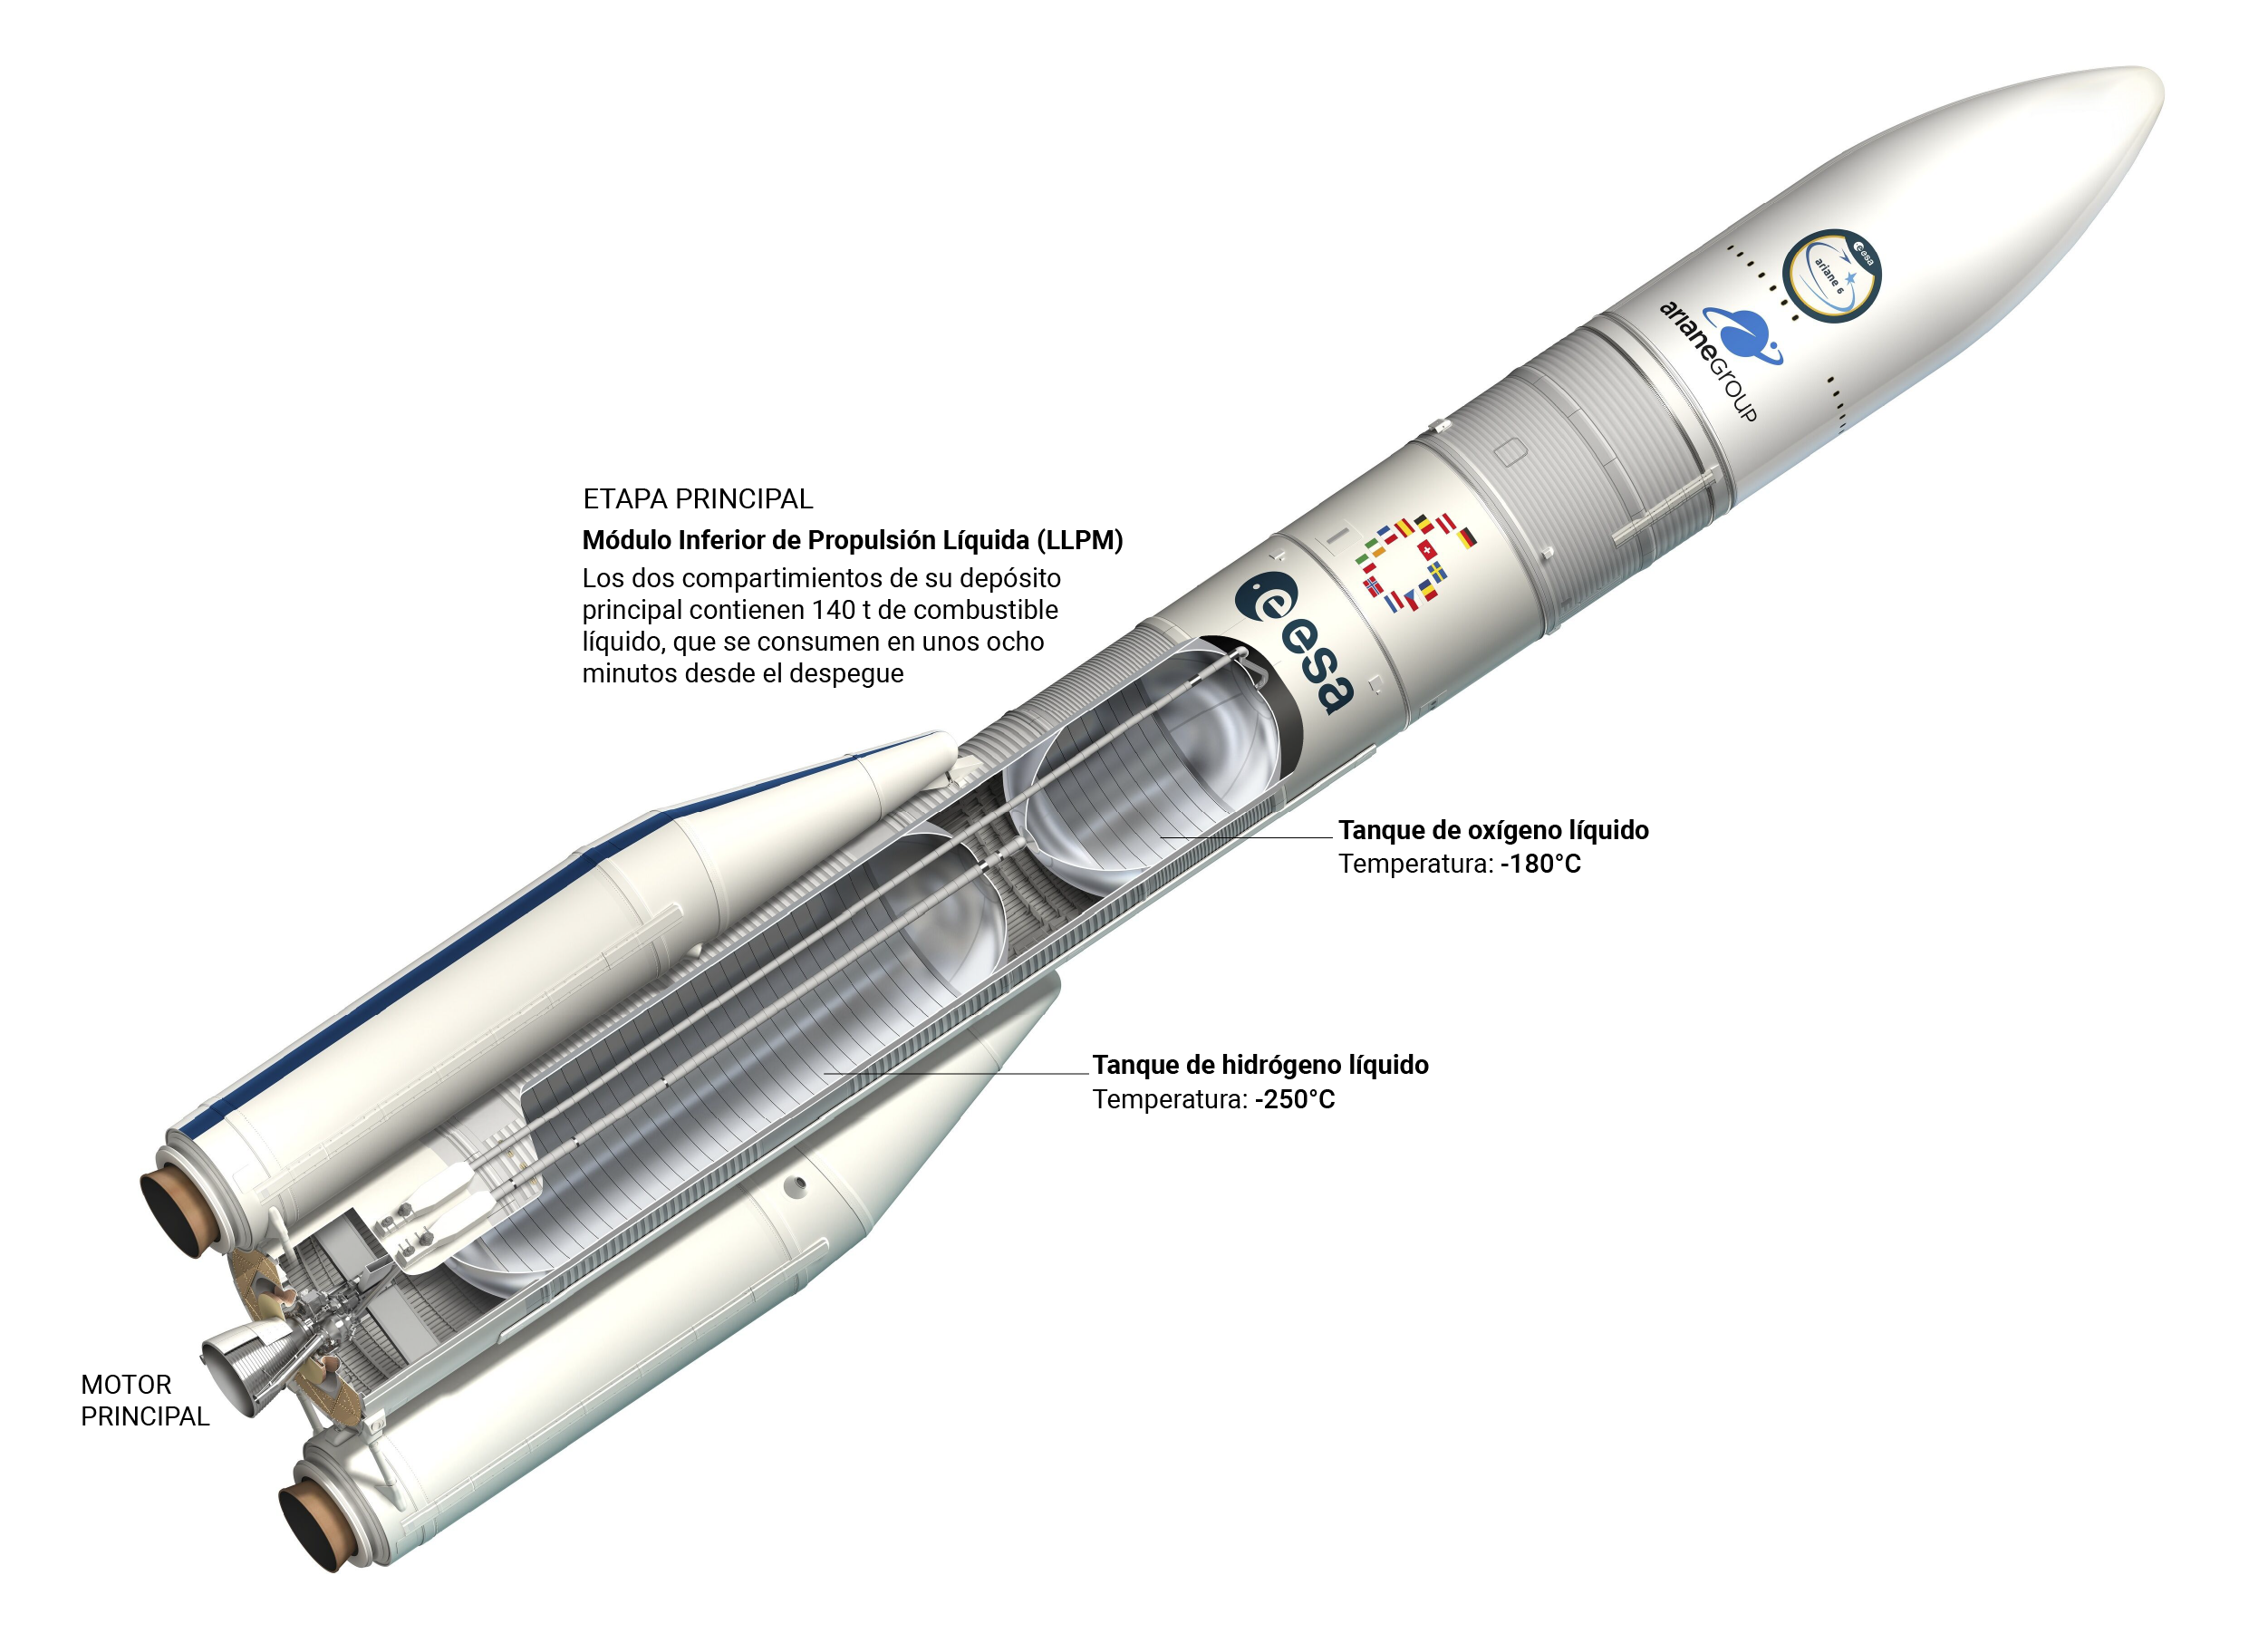 esa
ariane 6
arianeGROUP
ETAPA PRINCIPAL
Módulo Inferior de Propulsión Líquida (LLPM)
Los dos compartimientos de su depósito
principal contienen 140 t de combustible
líquido, que se consumen en unos ocho
minutos desde el despegue
esa
Tanque de oxígeno líquido
Temperatura: -180°C
Tanque de hidrógeno líquido
Temperatura: -250°C
MOTOR
PRINCIPAL